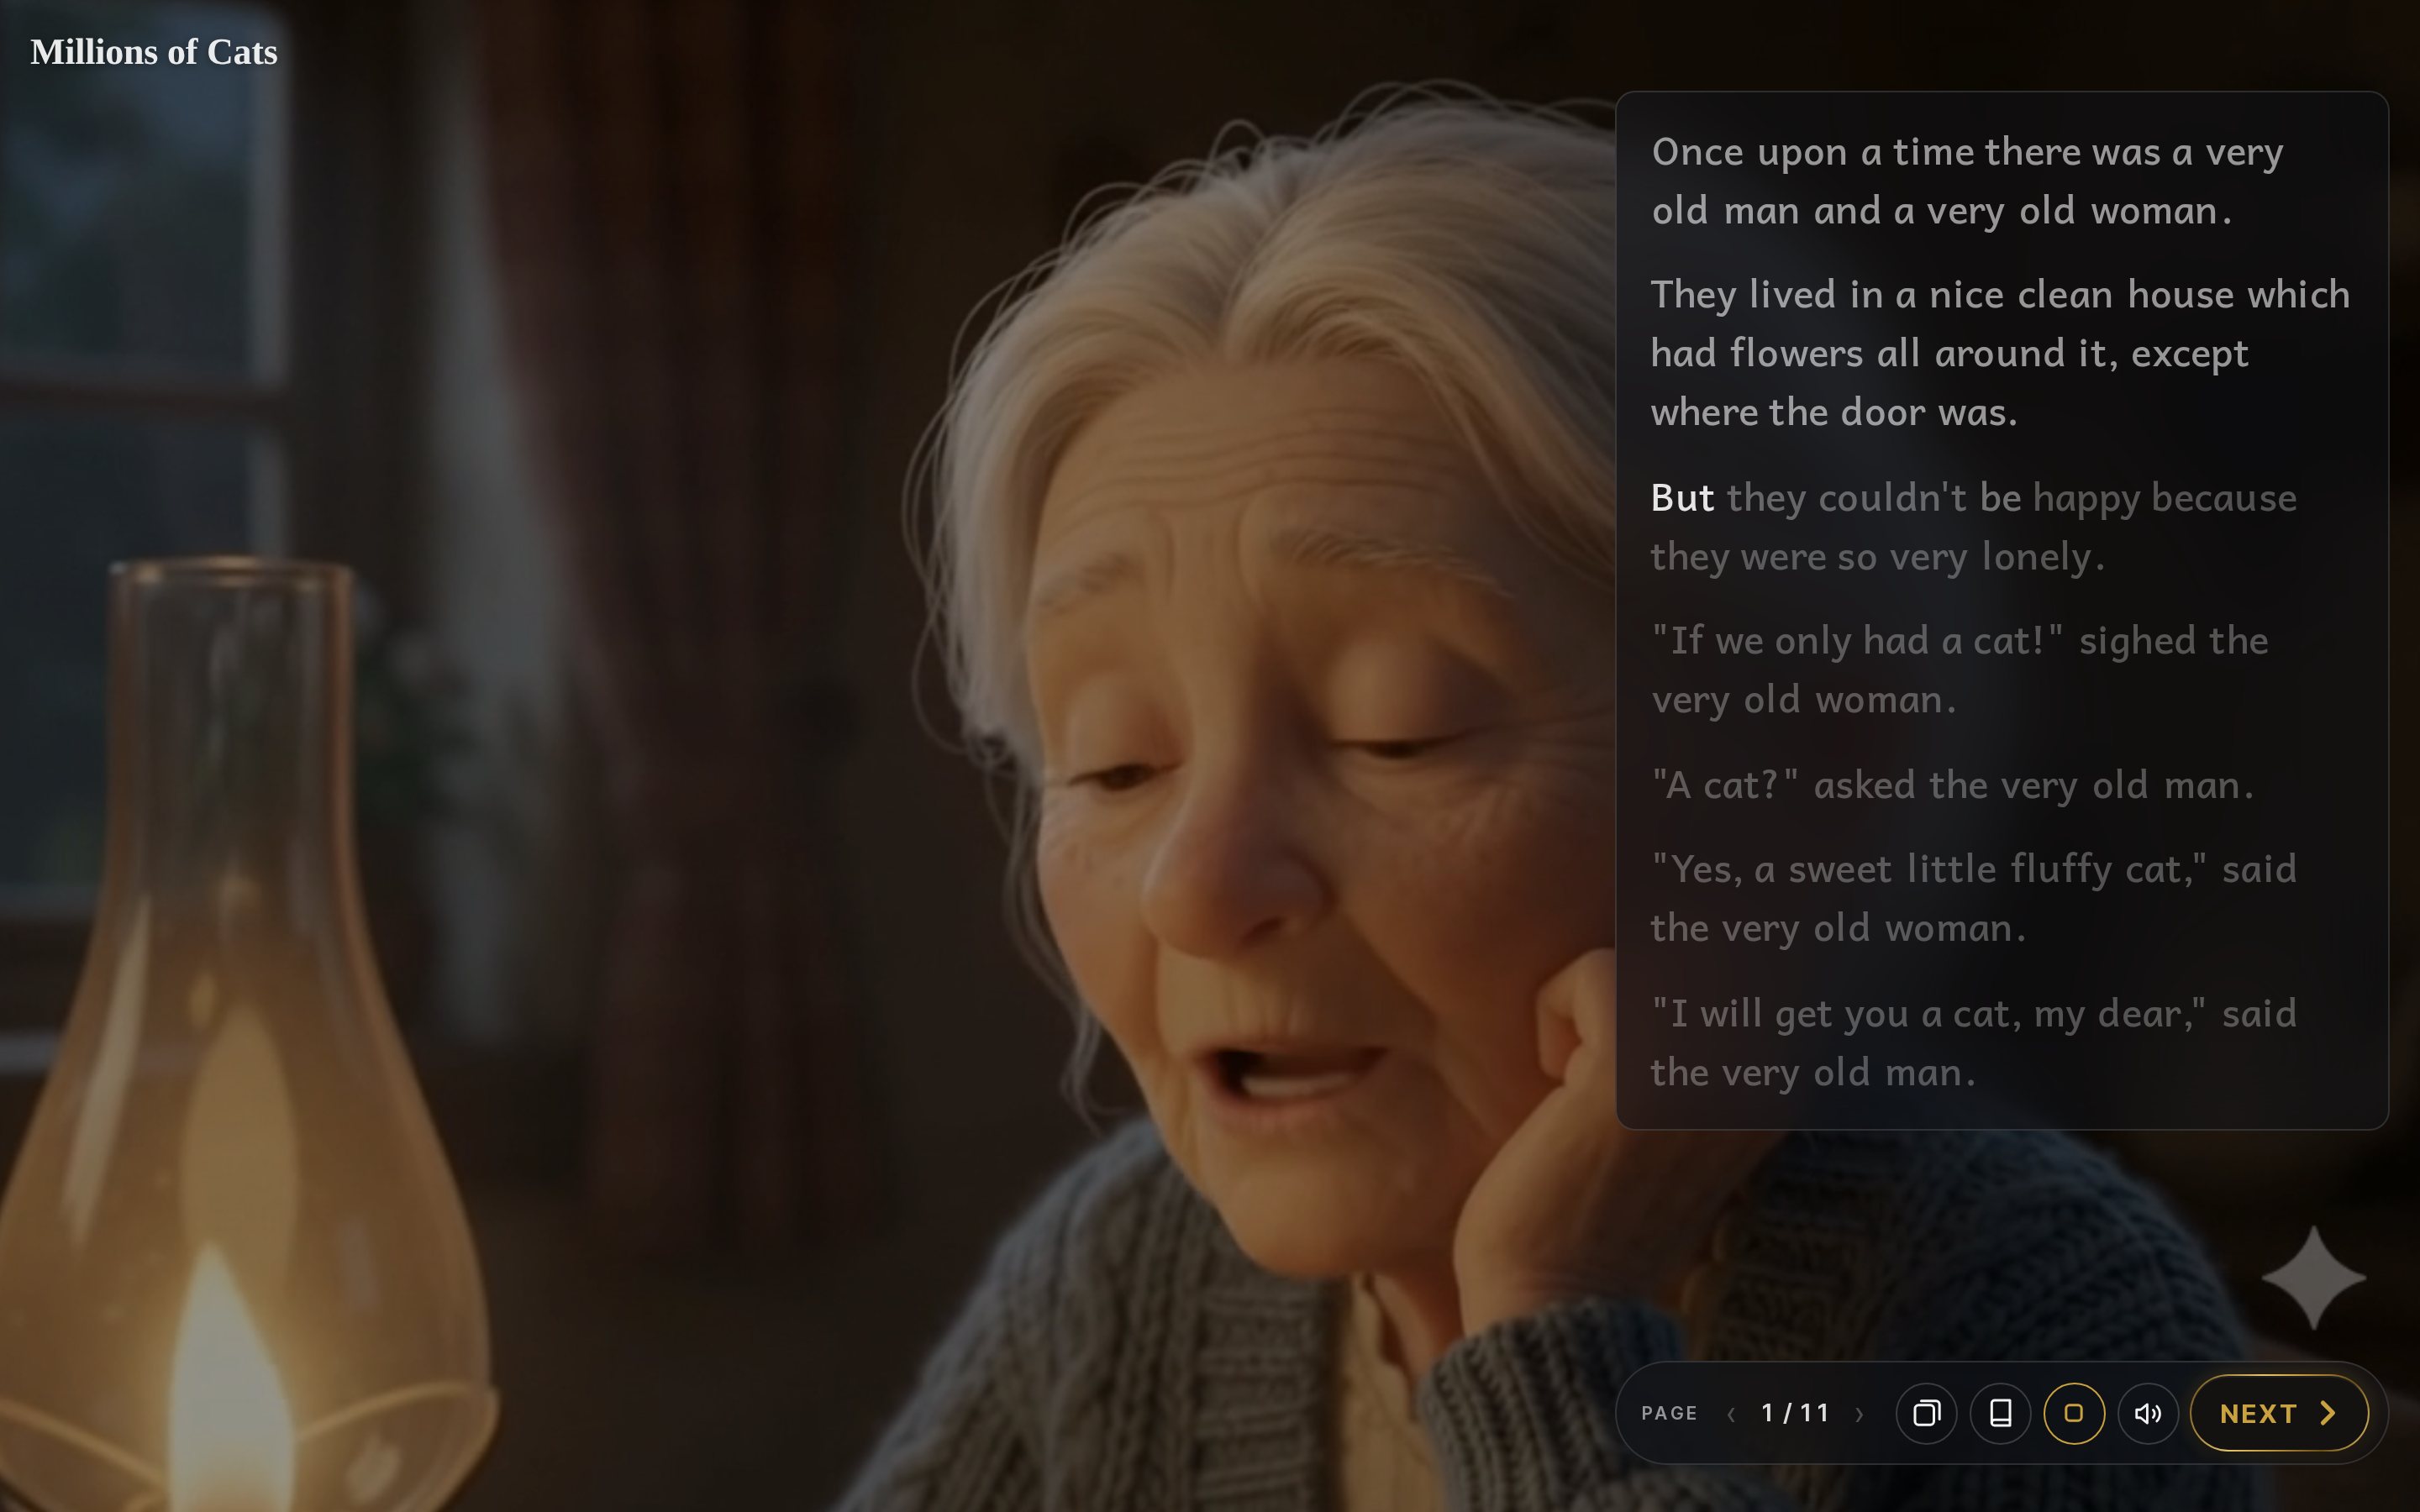 Millions of Cats
Once upon a time there was a very
old man and a very old woman.
They lived in a nice clean house which
had flowers all around it, except
where the door was.
But they couldn't be happy because
they were so very lonely.
"If we only had a cat!" sighed the
very old woman.
"A cat?" asked the very old man.
"Yes, a sweet little fluffy cat," said
the very old woman.
"I will get you a cat, my dear," said
the very old man.
PAGE ‹ 1 / 11 › NEXT